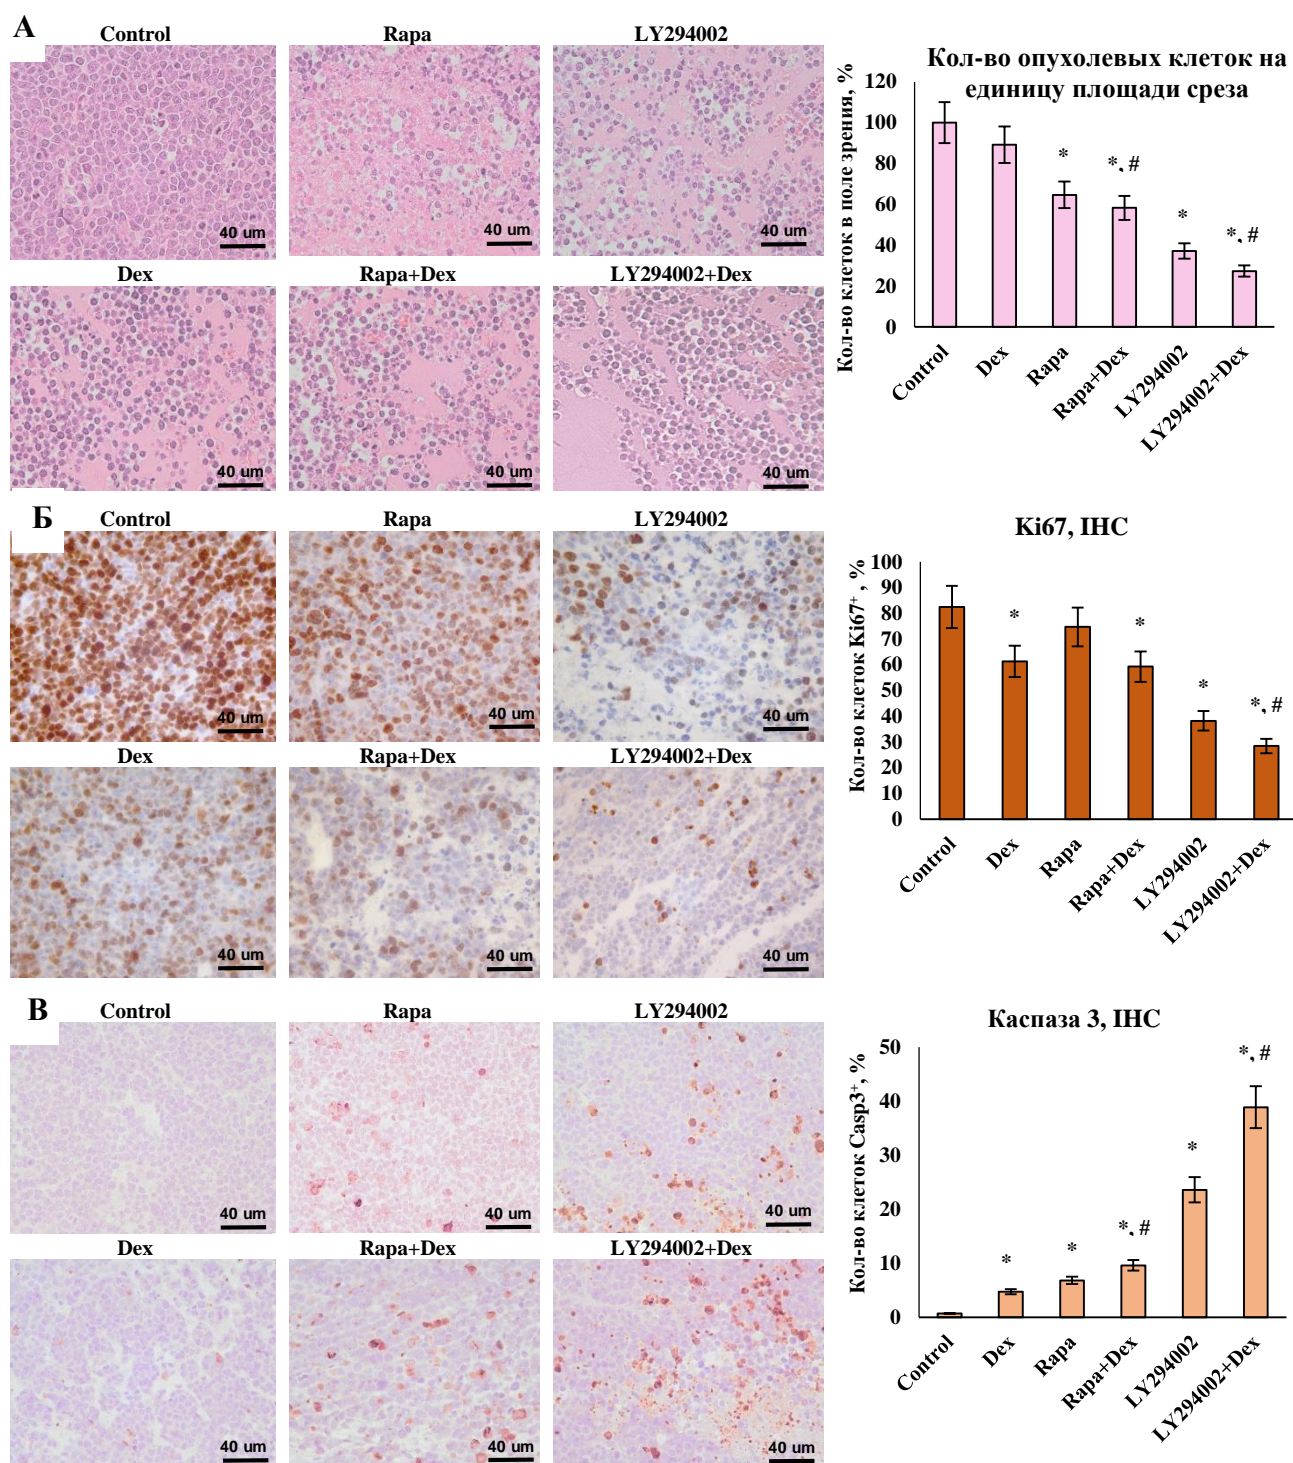 А
Control
Rapa
LY294002
40 um
40 um
40 um
Dex
Rapa+Dex
LY294002+Dex
40 um
40 um
40 um
Кол-во опухолевых клеток на
единицу площади среза
Кол-во клеток в поле зрения, %
120
100
80
60
40
20
0
*
*, #
*
*, #
Control
Dex
Rapa
Rapa+Dex
LY294002
LY294002+Dex
Б
Control
Rapa
LY294002
40 um
40 um
40 um
Dex
Rapa+Dex
LY294002+Dex
40 um
40 um
40 um
Ki67, IHC
Кол-во клеток Ki67⁺ , %
100
90
80
70
60
50
40
30
20
10
0
*
*
*
*, #
Control
Dex
Rapa
Rapa+Dex
LY294002
LY294002+Dex
В
Control
Rapa
LY294002
40 um
40 um
40 um
Dex
Rapa+Dex
LY294002+Dex
40 um
40 um
40 um
Каспаза 3, IHC
Кол-во клеток Casp3⁺, %
50
40
30
20
10
0
*
*
*, #
*
*, #
Control
Dex
Rapa
Rapa+Dex
LY294002
LY294002+Dex